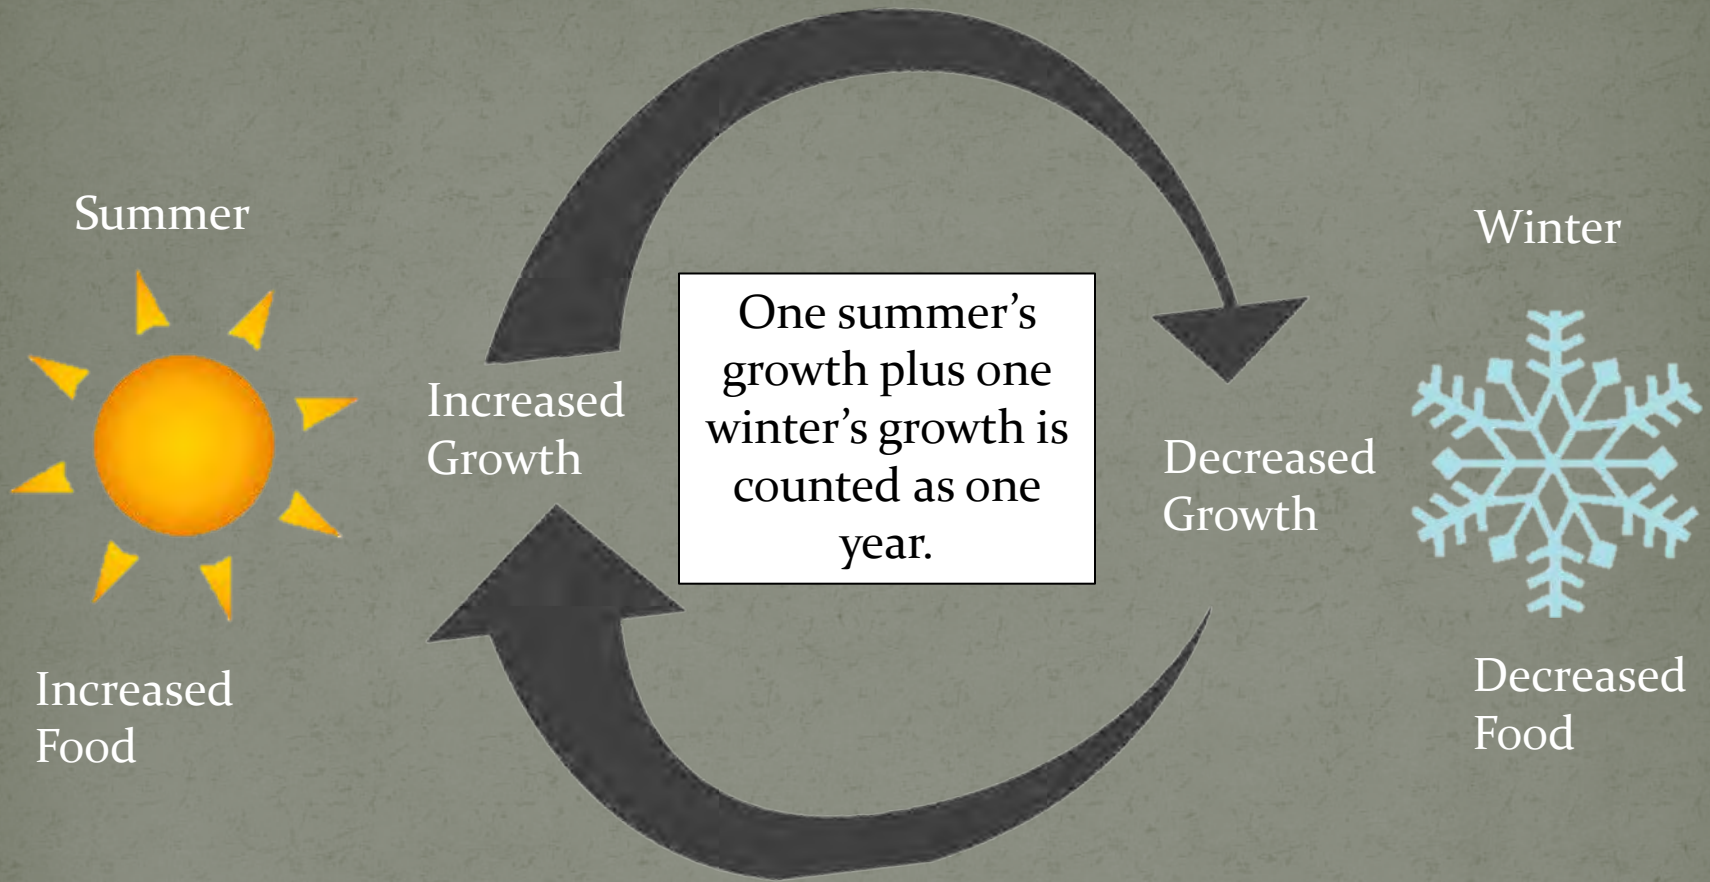 Summer
Winter
One summer's
growth plus one
winter's growth is
counted as one
year.
Increased
Growth
Decreased
Growth
Increased
Food
Decreased
Food